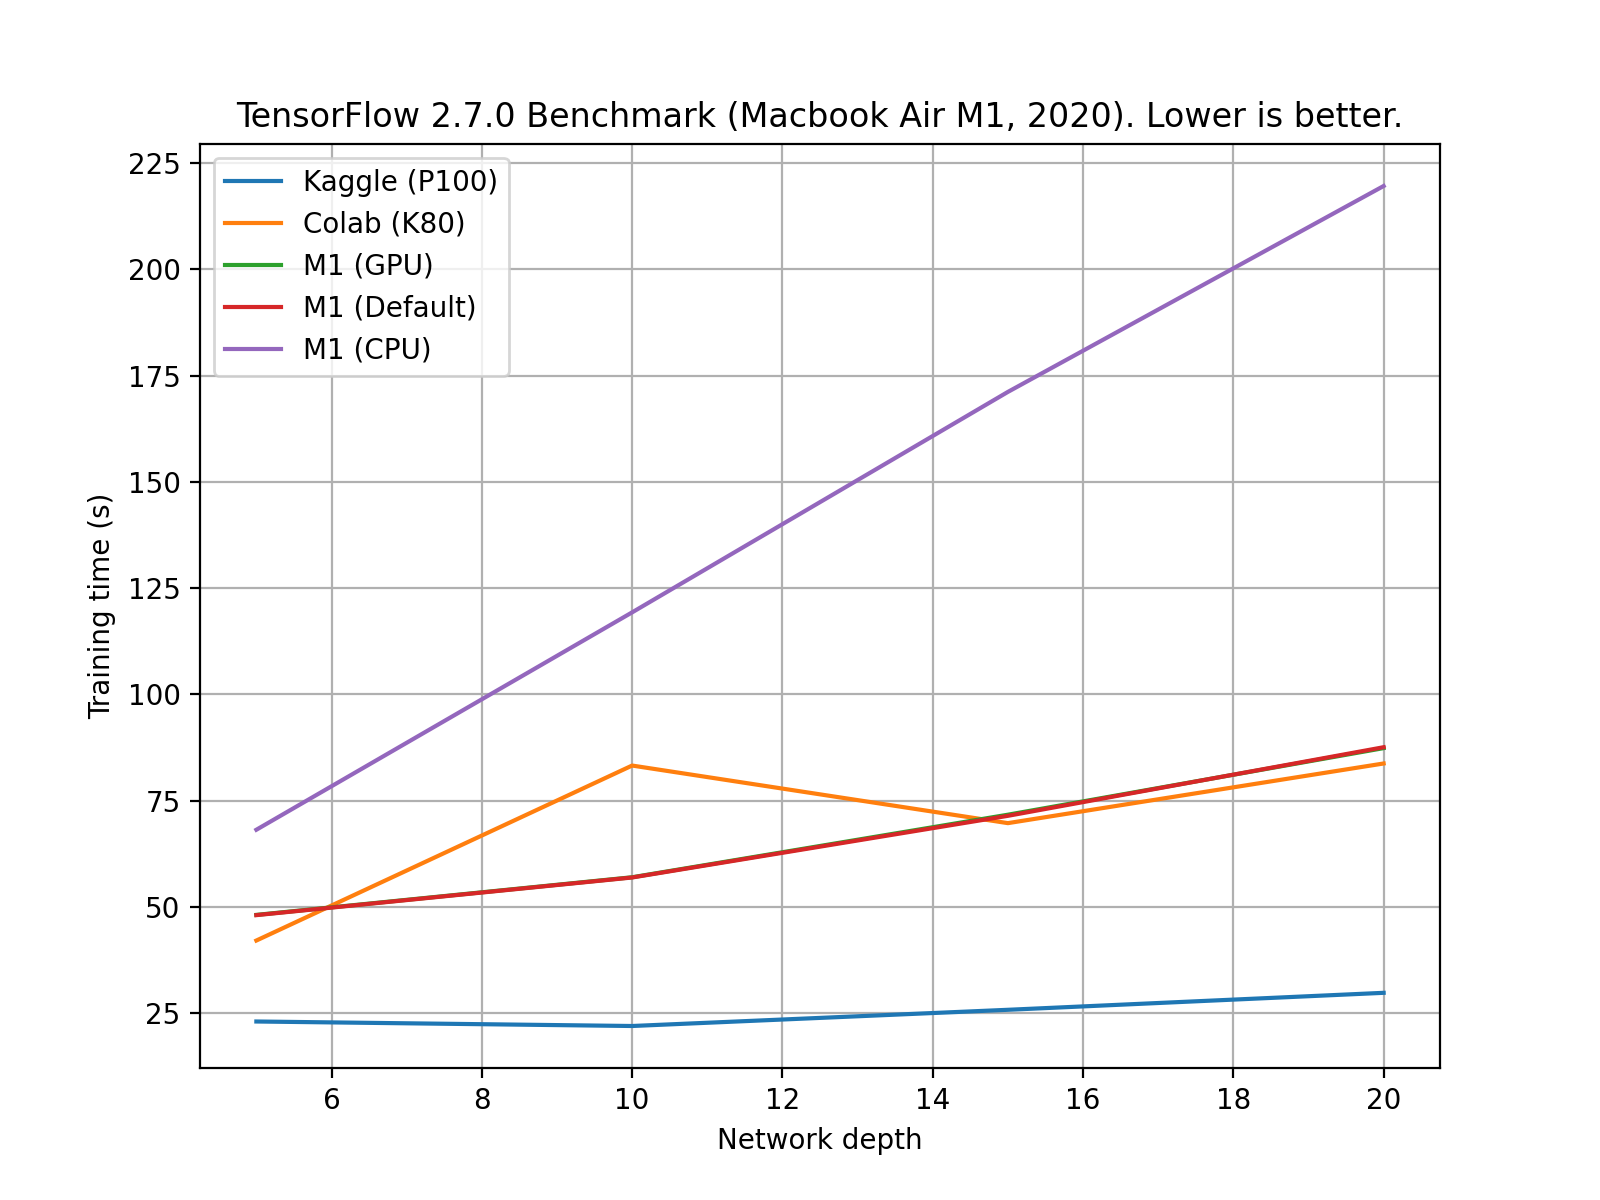 TensorFlow 2.7.0 Benchmark (Macbook Air M1, 2020). Lower is better.
Kaggle (P100)
Colab (K80)
M1 (GPU)
M1 (Default)
M1 (CPU)
225
200
175
150
125
100
75
50
25
Training time (s)
6 8 10 12 14 16 18 20
Network depth